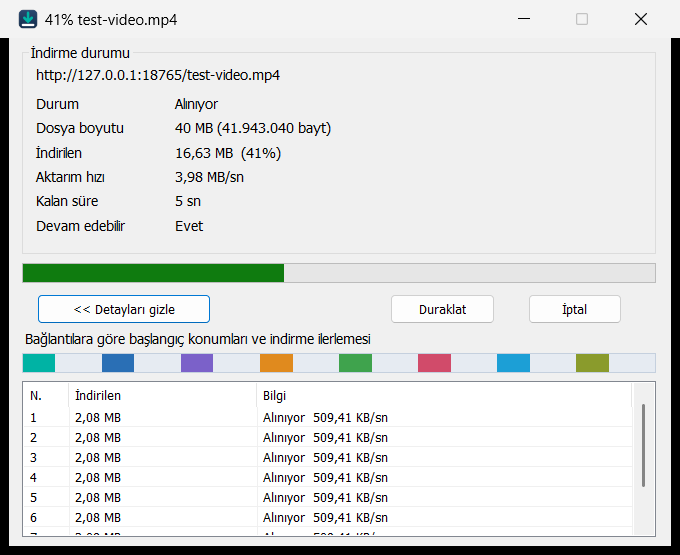 41% test-video.mp4
İndirme durumu
http://127.0.0.1:18765/test-video.mp4
Durum Alınıyor
Dosya boyutu 40 MB (41.943.040 bayt)
İndirilen 16,63 MB (41%)
Aktarım hızı 3,98 MB/sn
Kalan süre 5 sn
Devam edebilir Evet
<< Detayları gizle Duraklat İptal
Bağlantılara göre başlangıç konumları ve indirme ilerlemesi
N. İndirilen Bilgi
1 2,08 MB Alınıyor 509,41 KB/sn
2 2,08 MB Alınıyor 509,41 KB/sn
3 2,08 MB Alınıyor 509,41 KB/sn
4 2,08 MB Alınıyor 509,41 KB/sn
5 2,08 MB Alınıyor 509,41 KB/sn
6 2,08 MB Alınıyor 509,41 KB/sn